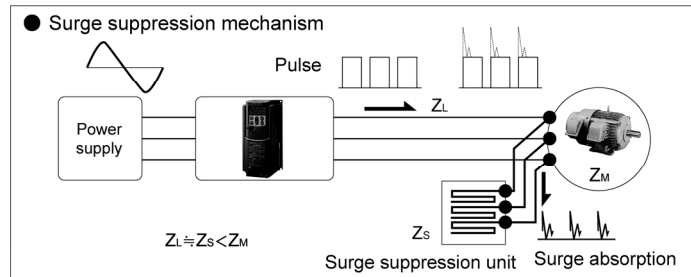 ● Surge suppression mechanism
Pulse
Power
supply
ZL
ZM
ZS
ZL≒ZS<ZM
Surge suppression unit
Surge absorption